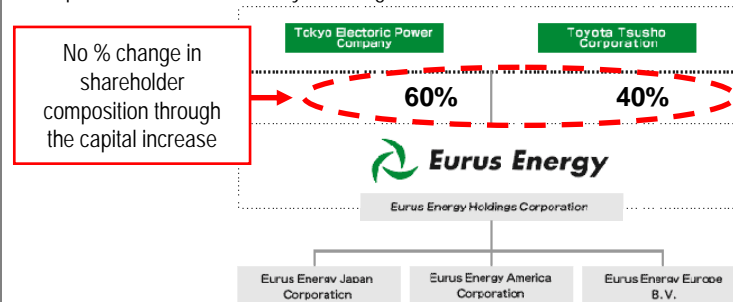 Tokyo Electric Power
Company
Toyota Tsusho
Corporation
No % change in
shareholder
composition through
the capital increase
60%
40%
Eurus Energy
Eurus Energy Holdings Corporation
Eurus Energy Japan
Corporation
Eurus Energy America
Corporation
Eurus Energy Europe
B.V.